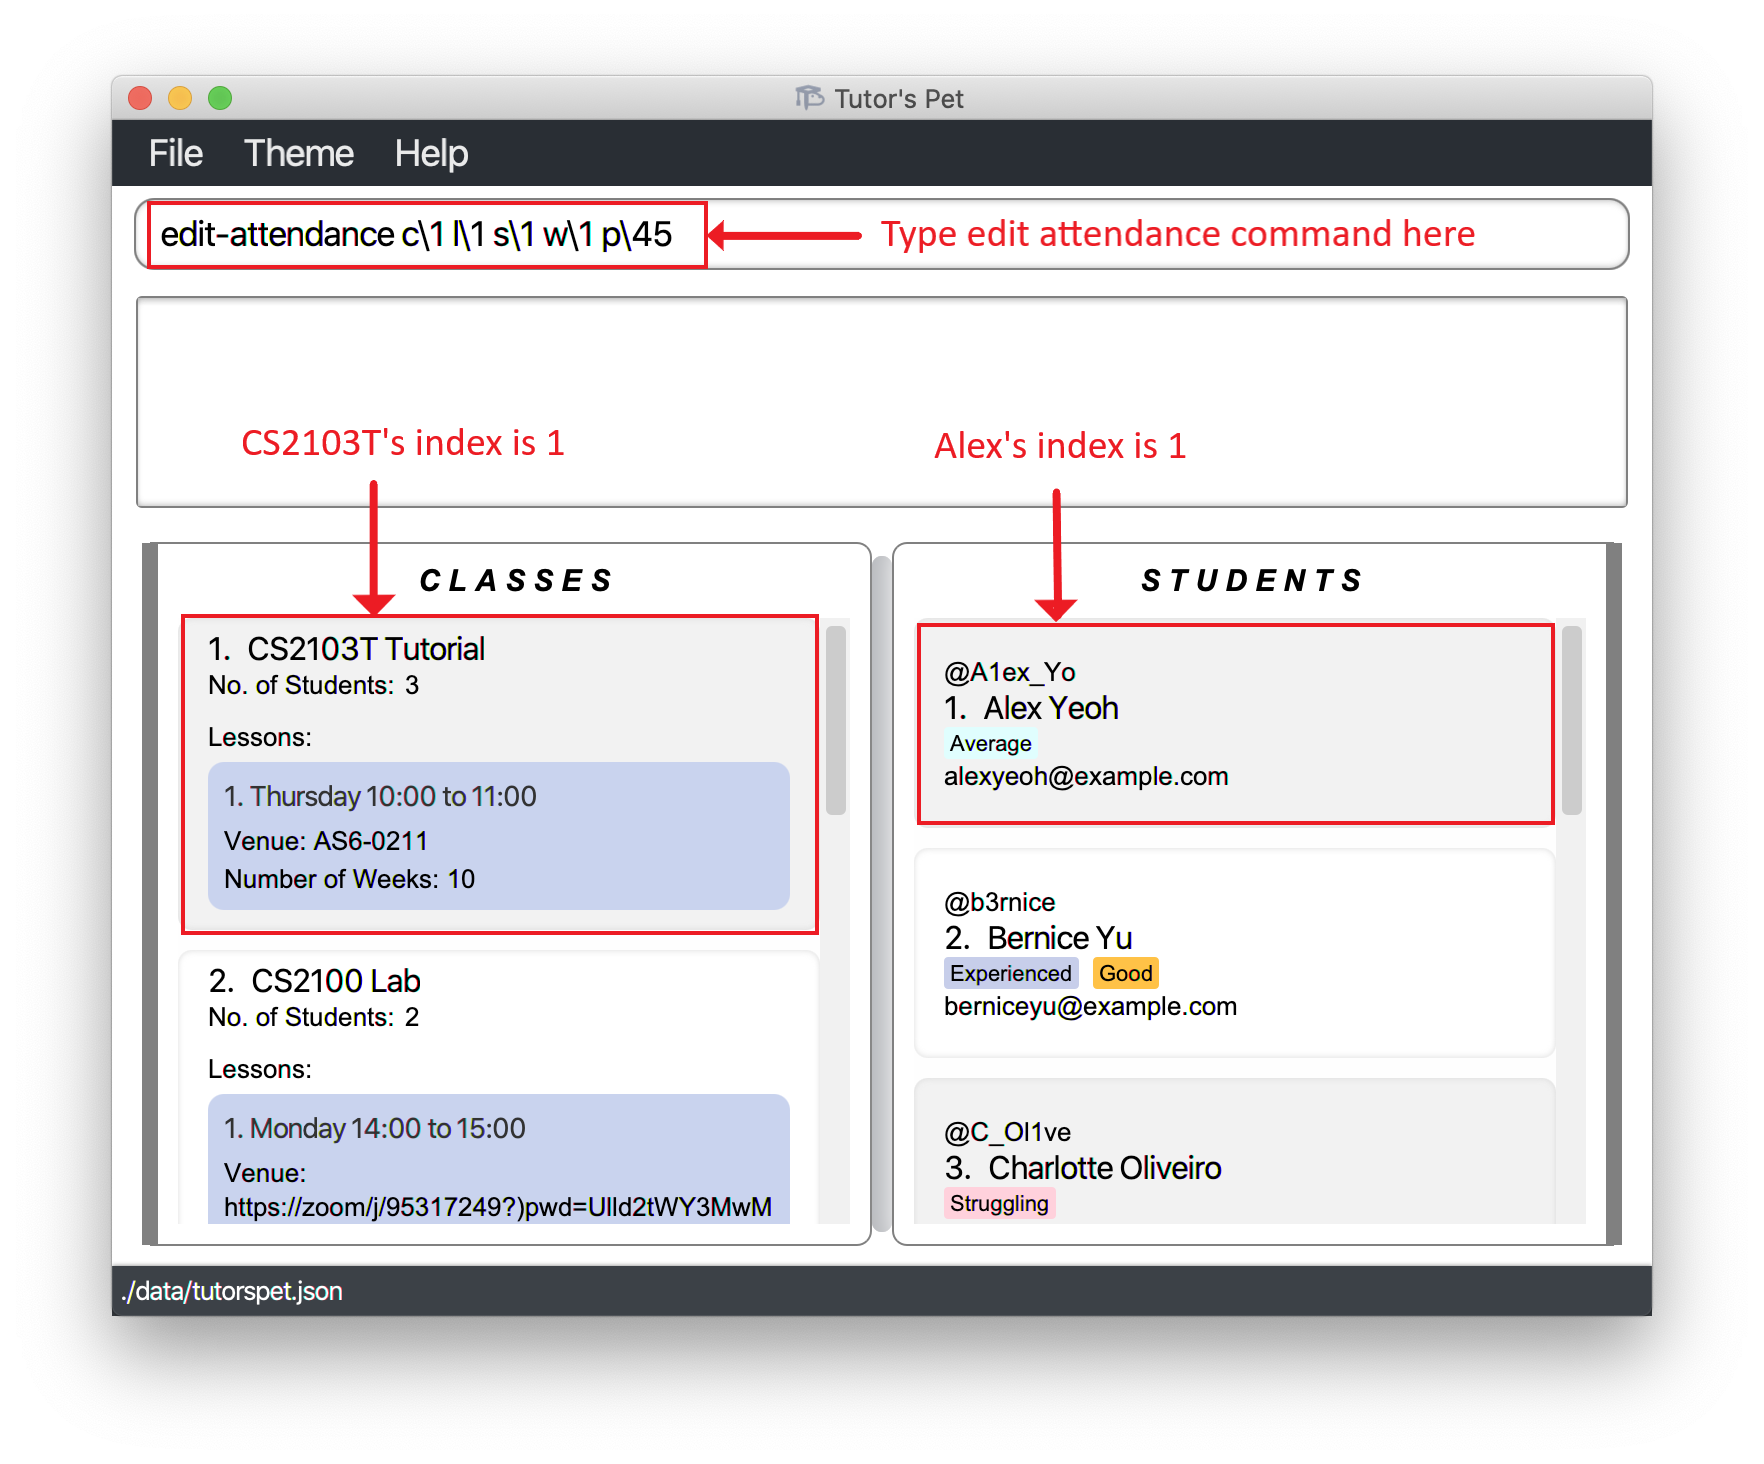 Tutor's Pet
File Theme Help
edit-attendance c\1 l\1 s\1 w\1 p\45
Type edit attendance command here
CS2103T's index is 1
Alex's index is 1
CLASSES
1. CS2103T Tutorial
No. of Students: 3
Lessons:
1. Thursday 10:00 to 11:00
Venue: AS6-0211
Number of Weeks: 10
2. CS2100 Lab
No. of Students: 2
Lessons:
1. Monday 14:00 to 15:00
Venue:
https://zoom/j/95317249?)pwd=Ulld2tWY3MwM
STUDENTS
@A1ex_Yo
1. Alex Yeoh
Average
alexyeoh@example.com
@b3rnice
2. Bernice Yu
Experienced Good
berniceyu@example.com
@C_Ol1ve
3. Charlotte Oliveiro
Struggling
./data/tutorspet.json